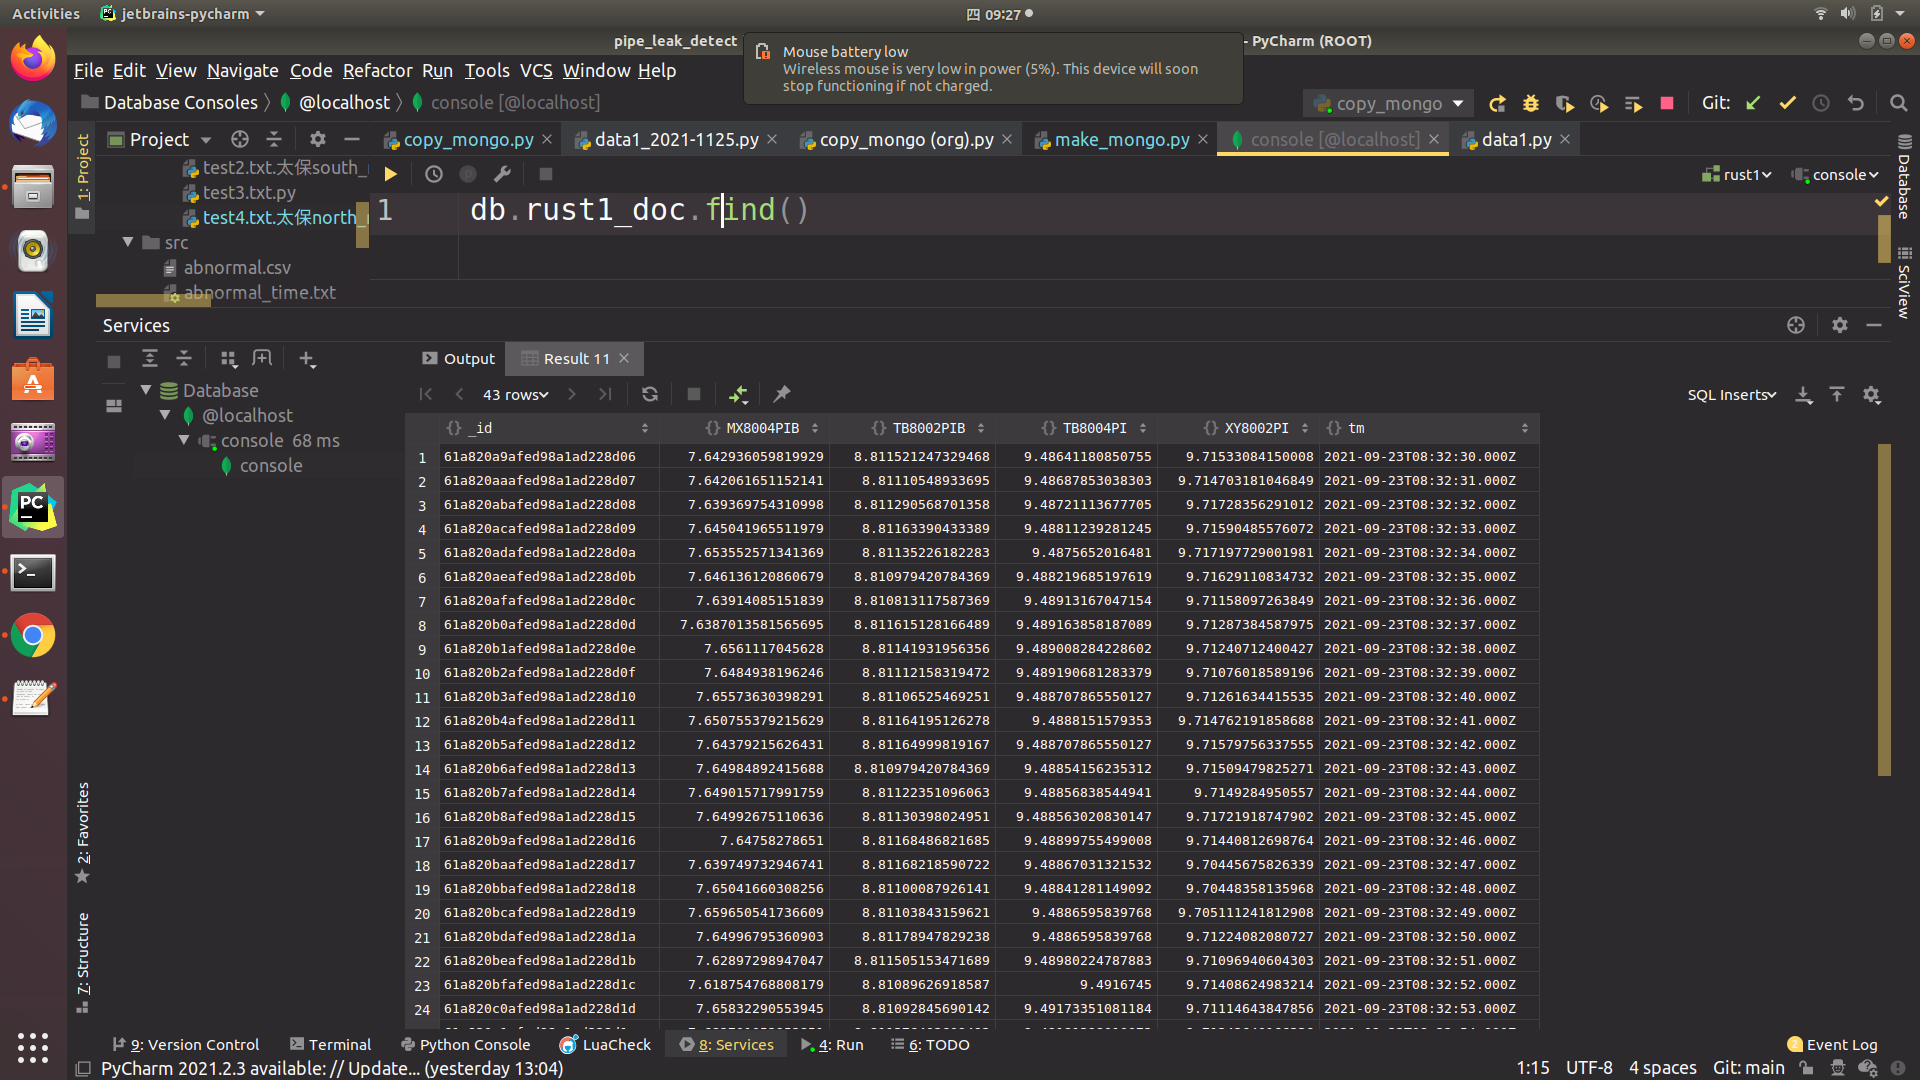 Activities
jetbrains-pycharm
四 09:27
pipe_leak_detect
- PyCharm (ROOT)
Mouse battery low
Wireless mouse is very low in power (5%). This device will soon
stop functioning if not charged.
File Edit View Navigate Code Refactor Run Tools VCS Window Help
Database Consoles @localhost console [@localhost]
copy_mongo
Git:
1: Project
Project
copy_mongo.py
data1_2021-1125.py
copy_mongo (org).py
make_mongo.py
console [@localhost]
data1.py
Database
SciView
test2.txt.太保south_
test3.txt.py
test4.txt.太保north_
src
abnormal.csv
abnormal_time.txt
rust1
console
1 db.rust1_doc.find()
Services
Output
Result 11
Database
@localhost
console 68 ms
console
43 rows
SQL Inserts
_id MX8004PIB TB8002PIB TB8004PI XY8002PI tm
1 61a820a9afed98a1ad228d06 7.642936059819929 8.811521247329468 9.48641180850755 9.71533084150008 2021-09-23T08:32:30.000Z
2 61a820aaafed98a1ad228d07 7.642061651152141 8.81110548933695 9.48687853038303 9.714703181046849 2021-09-23T08:32:31.000Z
3 61a820abafed98a1ad228d08 7.639369754310998 8.811290568701358 9.48721113677705 9.71728356291012 2021-09-23T08:32:32.000Z
4 61a820acafed98a1ad228d09 7.645041965511979 8.81163390433389 9.48811239281245 9.71590485576072 2021-09-23T08:32:33.000Z
5 61a820adafed98a1ad228d0a 7.653552571341369 8.81135226182283 9.4875652016481 9.717197729001981 2021-09-23T08:32:34.000Z
6 61a820aeafed98a1ad228d0b 7.646136120860679 8.810979420784369 9.488219685197619 9.71629110834732 2021-09-23T08:32:35.000Z
7 61a820afafed98a1ad228d0c 7.63914085151839 8.810813117587369 9.48913167047154 9.71158097263849 2021-09-23T08:32:36.000Z
8 61a820b0afed98a1ad228d0d 7.6387013581565695 8.811615128166489 9.489163858187089 9.71287384587975 2021-09-23T08:32:37.000Z
9 61a820b1afed98a1ad228d0e 7.6561117045628 8.81141931956356 9.489008284228602 9.71240712400427 2021-09-23T08:32:38.000Z
10 61a820b2afed98a1ad228d0f 7.6484938196246 8.81112158319472 9.489190681283379 9.71076018589196 2021-09-23T08:32:39.000Z
11 61a820b3afed98a1ad228d10 7.65573630398291 8.81106525469251 9.488707865550127 9.71261634415535 2021-09-23T08:32:40.000Z
12 61a820b4afed98a1ad228d11 7.650755379215629 8.81164195126278 9.4888151579353 9.714762191858688 2021-09-23T08:32:41.000Z
13 61a820b5afed98a1ad228d12 7.64379215626431 8.81164999819167 9.488707865550127 9.71579756337555 2021-09-23T08:32:42.000Z
14 61a820b6afed98a1ad228d13 7.64984892415688 8.810979420784369 9.48854156235312 9.71509479825271 2021-09-23T08:32:43.000Z
15 61a820b7afed98a1ad228d14 7.649015717991759 8.81122351096063 9.48856838544941 9.7149284950557 2021-09-23T08:32:44.000Z
16 61a820b8afed98a1ad228d15 7.64992675110636 8.81130398024951 9.488563020830147 9.71721918747902 2021-09-23T08:32:45.000Z
17 61a820b9afed98a1ad228d16 7.64758278651 8.81168486821685 9.48899755499008 9.71440812698764 2021-09-23T08:32:46.000Z
18 61a820baafed98a1ad228d17 7.639749732946741 8.81168218590722 9.48867031321532 9.70445675826339 2021-09-23T08:32:47.000Z
19 61a820bbafed98a1ad228d18 7.65041660308256 8.81100087926141 9.48841281149092 9.70448358135968 2021-09-23T08:32:48.000Z
20 61a820bcafed98a1ad228d19 7.659650541736609 8.81103843159621 9.4886595839768 9.705111241812908 2021-09-23T08:32:49.000Z
21 61a820bdafed98a1ad228d1a 7.64996795360903 8.81178947829238 9.4886595839768 9.71224082080727 2021-09-23T08:32:50.000Z
22 61a820beafed98a1ad228d1b 7.62897298947047 8.811505153471689 9.48980224787883 9.71096940604303 2021-09-23T08:32:51.000Z
23 61a820bfafed98a1ad228d1c 7.618754768808179 8.81089626918587 9.4916745 9.71408624983214 2021-09-23T08:32:52.000Z
24 61a820c0afed98a1ad228d1d 7.65832290553945 8.81092845690142 9.49173351081184 9.71114643847856 2021-09-23T08:32:53.000Z
2: Favorites
7: Structure
9: Version Control
Terminal
Python Console
LuaCheck
8: Services
4: Run
6: TODO
2 Event Log
PyCharm 2021.2.3 available: // Update... (yesterday 13:04)
1:15 UTF-8 4 spaces Git: main